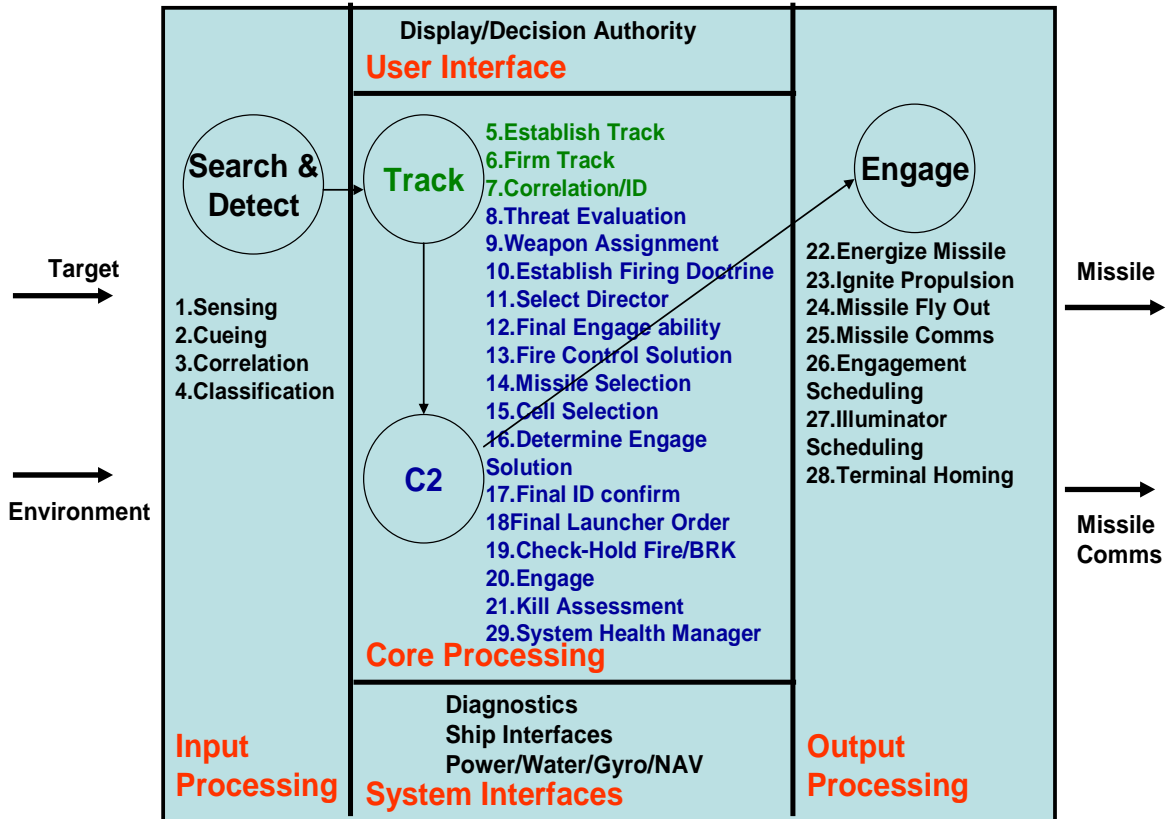 Display/Decision Authority
User Interface
Target
Environment
Search &
Detect
1.Sensing
2.Cueing
3.Correlation
4.Classification
Input
Processing
Track
C2
5.Establish Track
6.Firm Track
7.Correlation/ID
8.Threat Evaluation
9.Weapon Assignment
10.Establish Firing Doctrine
11.Select Director
12.Final Engage ability
13.Fire Control Solution
14.Missile Selection
15.Cell Selection
16.Determine Engage
Solution
17.Final ID confirm
18Final Launcher Order
19.Check-Hold Fire/BRK
20.Engage
21.Kill Assessment
29.System Health Manager
Core Processing
Diagnostics
Ship Interfaces
Power/Water/Gyro/NAV
System Interfaces
Engage
22.Energize Missile
23.Ignite Propulsion
24.Missile Fly Out
25.Missile Comms
26.Engagement
Scheduling
27.Illuminator
Scheduling
28.Terminal Homing
Output
Processing
Missile
Missile
Comms